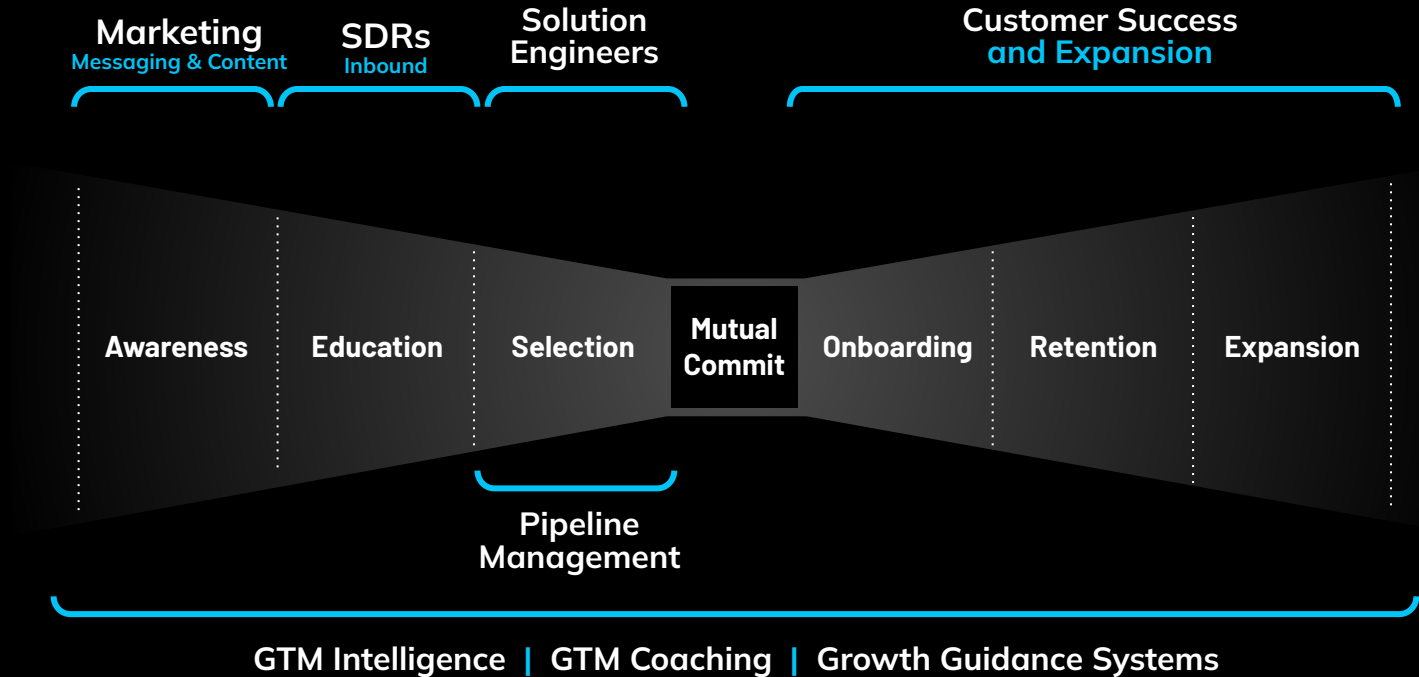 Marketing
Messaging & Content
SDRs
Inbound
Solution
Engineers
Customer Success
and Expansion
Awareness
Education
Selection
Mutual
Commit
Onboarding
Retention
Expansion
Pipeline
Management
GTM Intelligence | GTM Coaching | Growth Guidance Systems